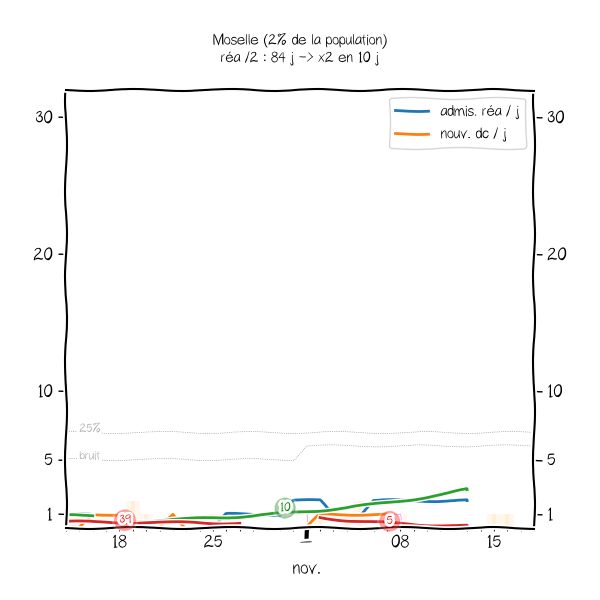 Moselle (2% de la population)
réa /2 : 84 j -> x2 en 10 j
admis. réa / j
nouv. dc / j
30 30
20 20
10 10
25%
5 bruit 5
1 39 10 5 1
18 25 1 08 15
nov.